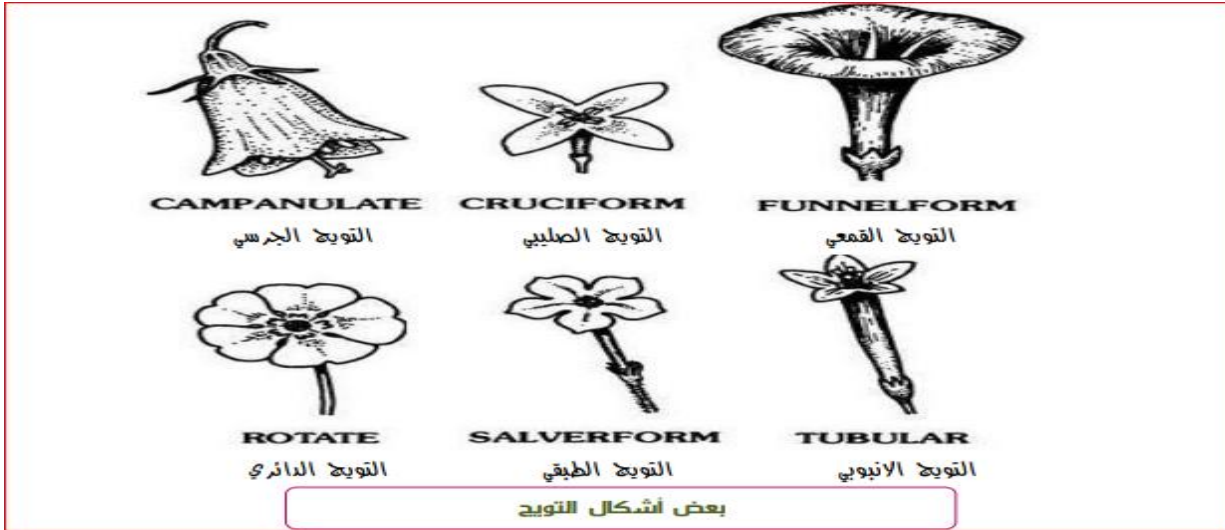 CAMPANULATE CRUCIFORM FUNNELFORM
التويج الجرسي التويج الصليبي التويج القمعي
ROTATE SALVERFORM TUBULAR
التويج الدائري التويج الطبقي التويج الانبوبي
بعض أشكال التويج